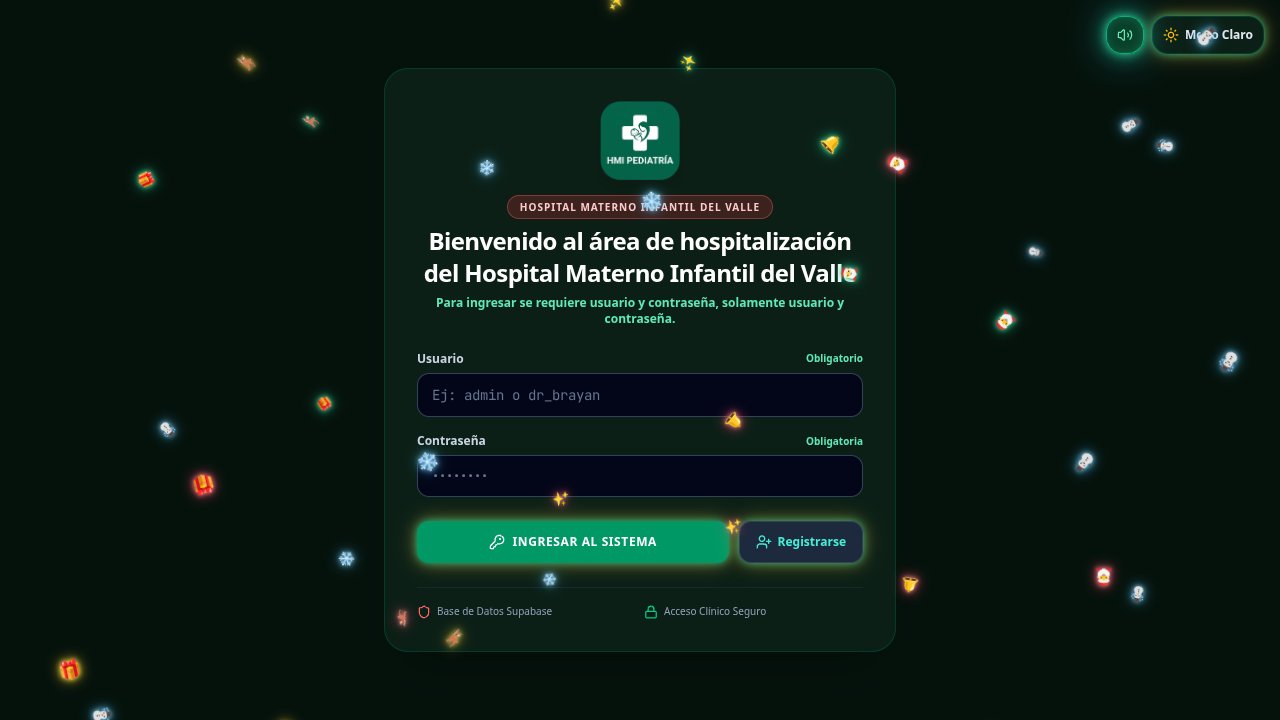 Modo Claro
HMI PEDIATRÍA
HOSPITAL MATERNO INFANTIL DEL VALLE
Bienvenido al área de hospitalización
del Hospital Materno Infantil del Valle
Para ingresar se requiere usuario y contraseña, solamente usuario y
contraseña.
Usuario
Obligatorio
Ej: admin o dr_brayan
Contraseña
Obligatoria
••••••••
INGRESAR AL SISTEMA
Registrarse
Base de Datos Supabase
Acceso Clínico Seguro